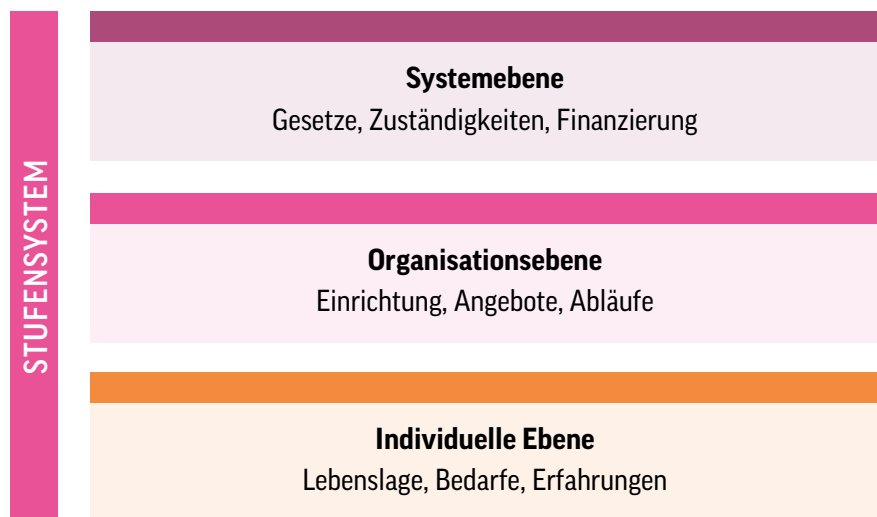 STUFENSYSTEM
Systemebene
Gesetze, Zuständigkeiten, Finanzierung
Organisationsebene
Einrichtung, Angebote, Abläufe
Individuelle Ebene
Lebenslage, Bedarfe, Erfahrungen